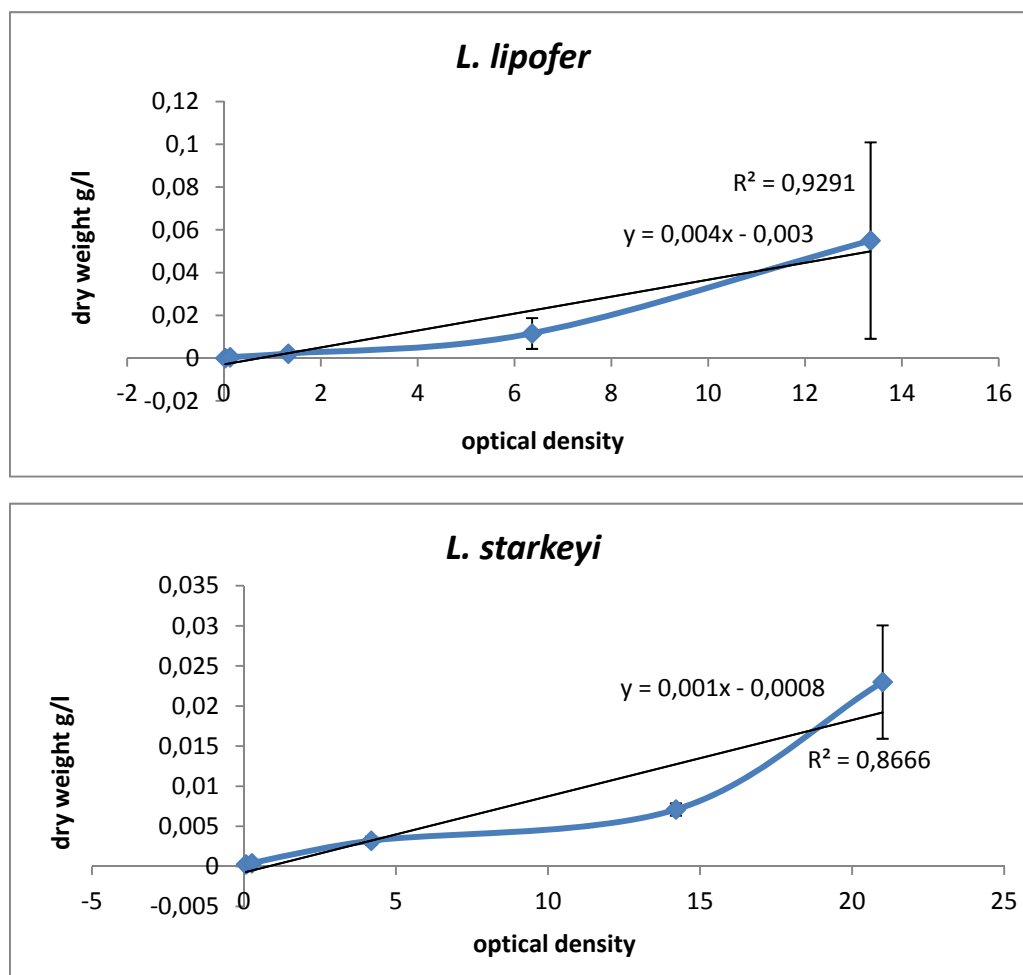 L. lipofer
0,12
0,1
0,08
0,06
0,04
0,02
0
-0,02
dry weight g/l
R² = 0,9291
y = 0,004x - 0,003
-2 0 2 4 6 8 10 12 14 16
optical density
L. starkeyi
0,035
0,03
0,025
0,02
0,015
0,01
0,005
0
-0,005
dry weight g/l
y = 0,001x - 0,0008
R² = 0,8666
-5 0 5 10 15 20 25
optical density